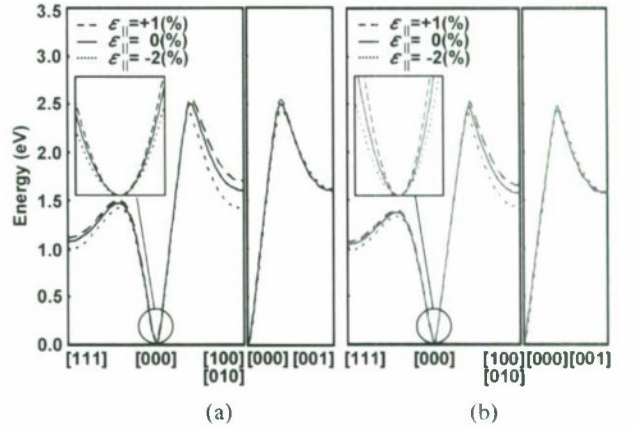 3.5
3.0
2.5
2.0
1.5
1.0
0.5
0.0
Energy (eV)
ε||=+1(%)
ε||= 0(%)
ε||= -2(%)
[111] [000] [100] [000] [001]
[010]
(a)
ε||=+1(%)
ε||= 0(%)
ε||= -2(%)
[111] [000] [100] [000][001]
[010]
(b)